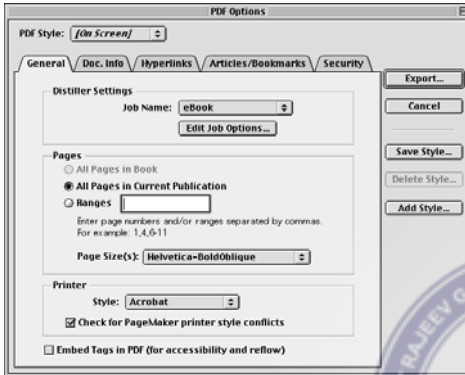 PDF Options
PDF Style: [On Screen]
General Doc. Info Hyperlinks Articles/Bookmarks Security
Distiller Settings
Job Name: eBook
Edit Job Options...
Pages
All Pages in Book
All Pages in Current Publication
Ranges
Enter page numbers and/or ranges separated by commas.
For example: 1,4,6-11
Page Size(s): Helvetica-BoldOblique
Printer
Style: Acrobat
Check for PageMaker printer style conflicts
Embed Tags in PDF (for accessibility and reflow)
Export...
Cancel
Save Style...
Delete Style...
Add Style...
RAJEEV